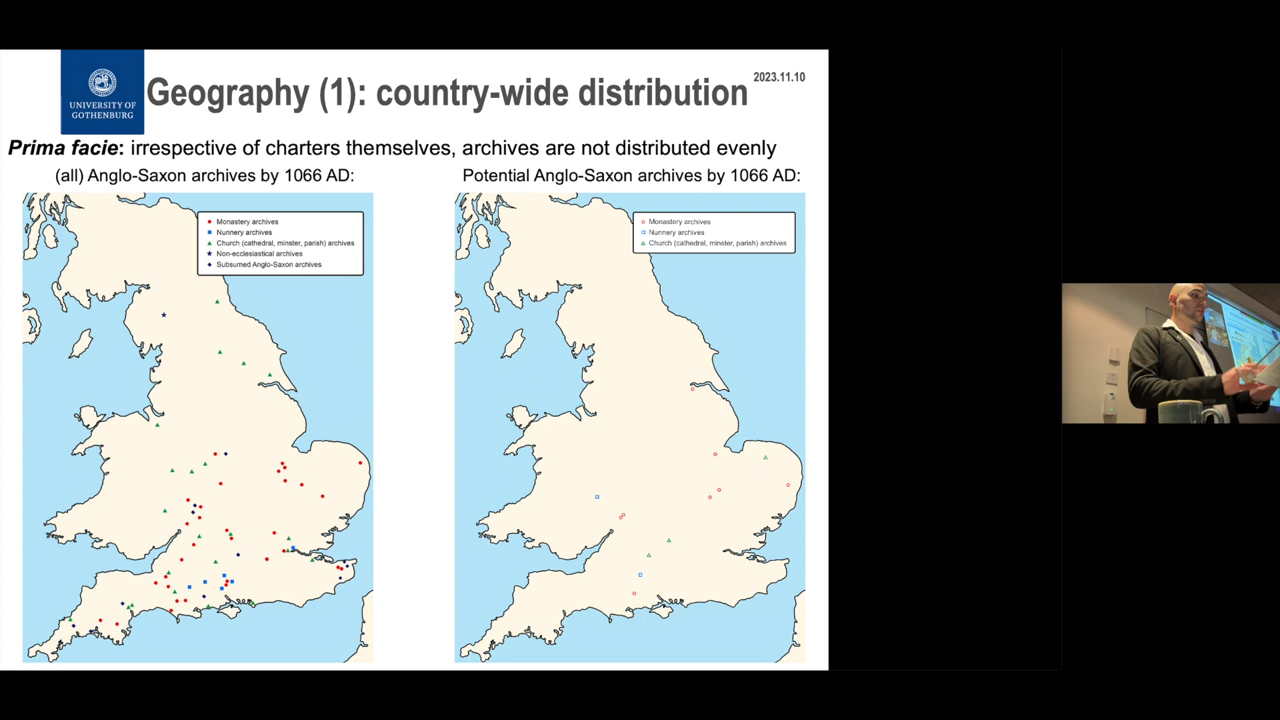 UNIVERSITY OF
GOTHENBURG
Geography (1): country-wide distribution
2023.11.10
Prima facie: irrespective of charters themselves, archives are not distributed evenly
(all) Anglo-Saxon archives by 1066 AD:
Monastery archives
Nunnery archives
Church (cathedral, minster, parish) archives
Non-ecclesiastical archives
Subsumed Anglo-Saxon archives
Potential Anglo-Saxon archives by 1066 AD:
Monastery archives
Nunnery archives
Church (cathedral, minster, parish) archives